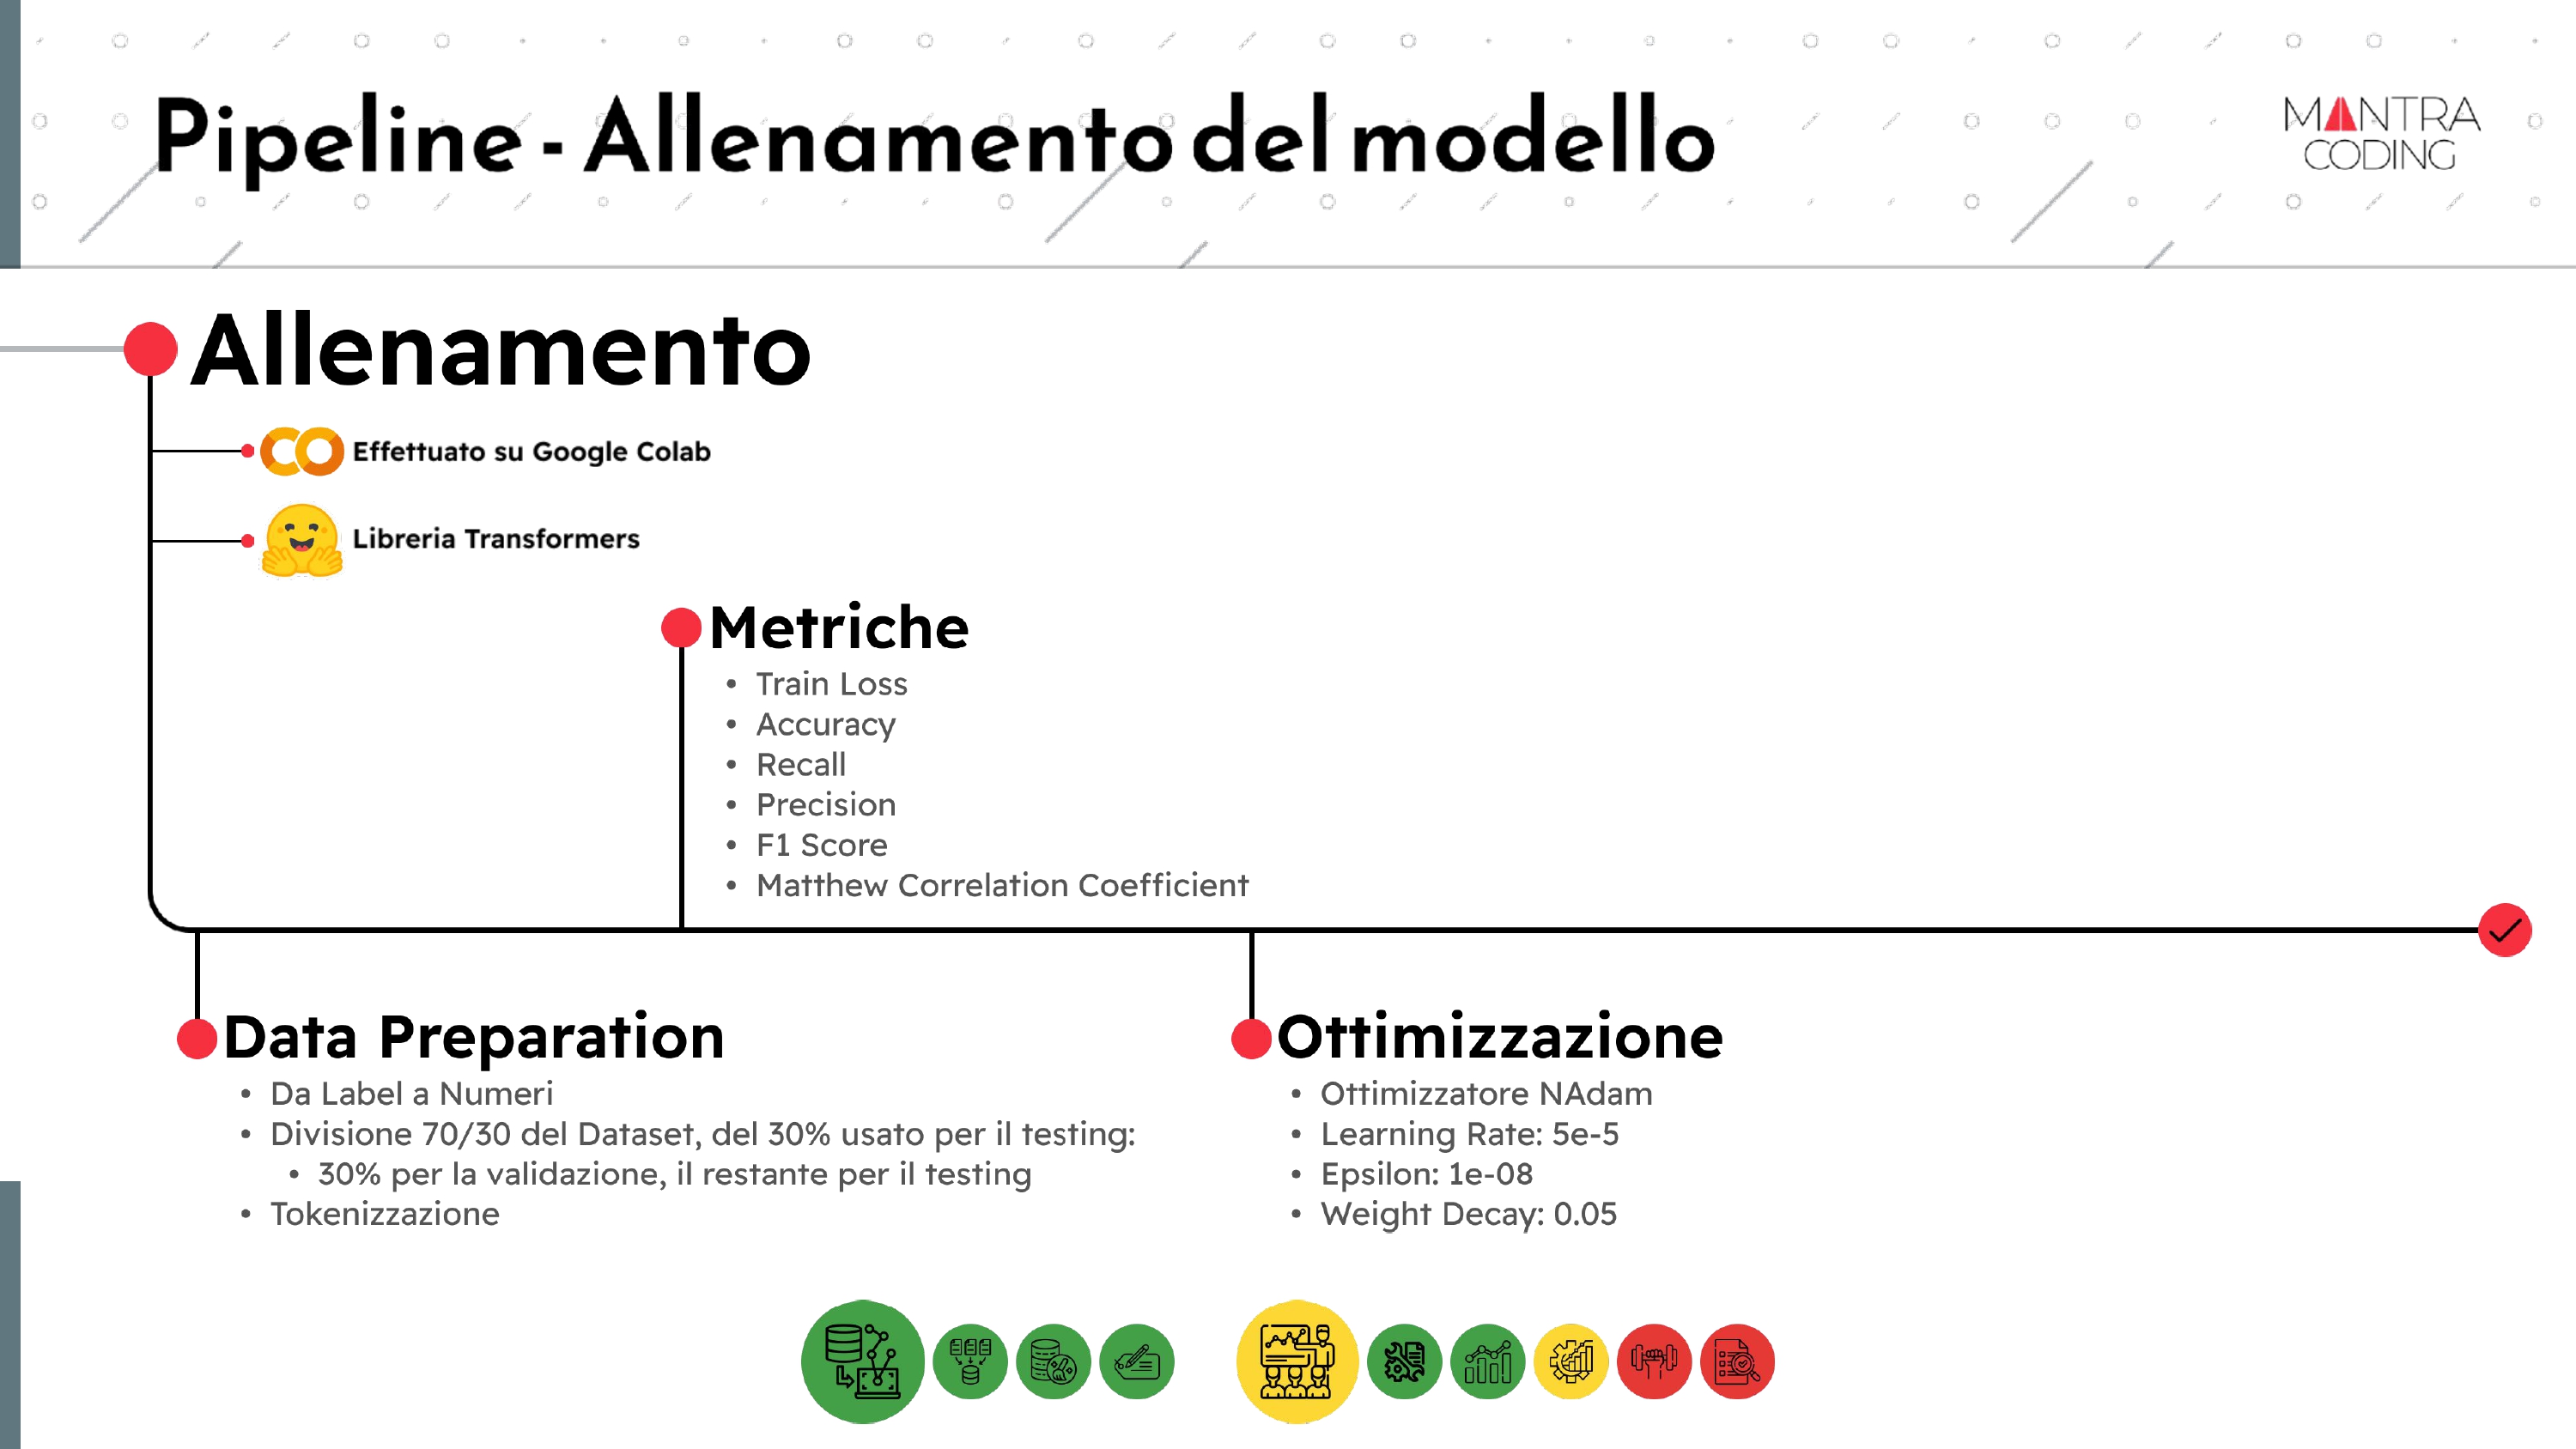 Pipeline - Allenamento del modello
MANTRA
CODING
Allenamento
Effettuato su Google Colab
Libreria Transformers
Metriche
• Train Loss
• Accuracy
• Recall
• Precision
• F1 Score
• Matthew Correlation Coefficient
Data Preparation
• Da Label a Numeri
• Divisione 70/30 del Dataset, del 30% usato per il testing:
• 30% per la validazione, il restante per il testing
• Tokenizzazione
Ottimizzazione
• Ottimizzatore NAdam
• Learning Rate: 5e-5
• Epsilon: 1e-08
• Weight Decay: 0.05